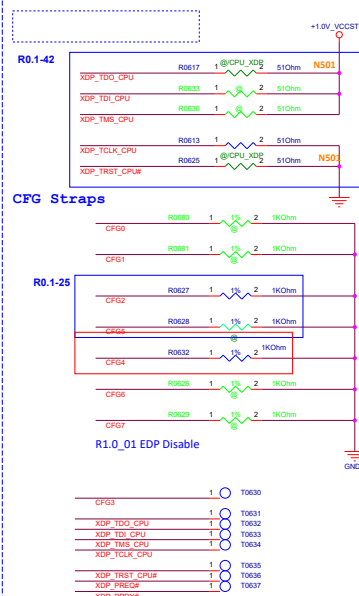 +1.0V_VCCST
R0.1-42
@/CPU_XDP
R0617 1 2 51Ohm N501
XDP_TDO_CPU
R0633 1 @ 2 51Ohm
XDP_TDI_CPU
R0630 1 @ 2 51Ohm
XDP_TMS_CPU
R0613 1 2 51Ohm
XDP_TCLK_CPU
@/CPU_XDP
R0625 1 2 51Ohm N501
XDP_TRST_CPU#
CFG Straps
R0680 1 1% 2 1KOhm
CFG0 @
R0681 1 1% 2 1KOhm
CFG1 @
R0.1-25
R0627 1 1% 2 1KOhm
CFG2
R0628 1 1% 2 1KOhm
CFG5 @
R0632 1 1% 2 1KOhm
CFG4
R0626 1 1% 2 1KOhm
CFG6 @
R0629 1 1% 2 1KOhm
CFG7 @
R1.0_01 EDP Disable
GND
1 T0630
CFG3
1 T0631
XDP_TDO_CPU 1 T0632
XDP_TDI_CPU 1 T0633
XDP_TMS_CPU 1 T0634
XDP_TCLK_CPU
1 T0635
XDP_TRST_CPU# 1 T0636
XDP_PREQ# 1 T0637